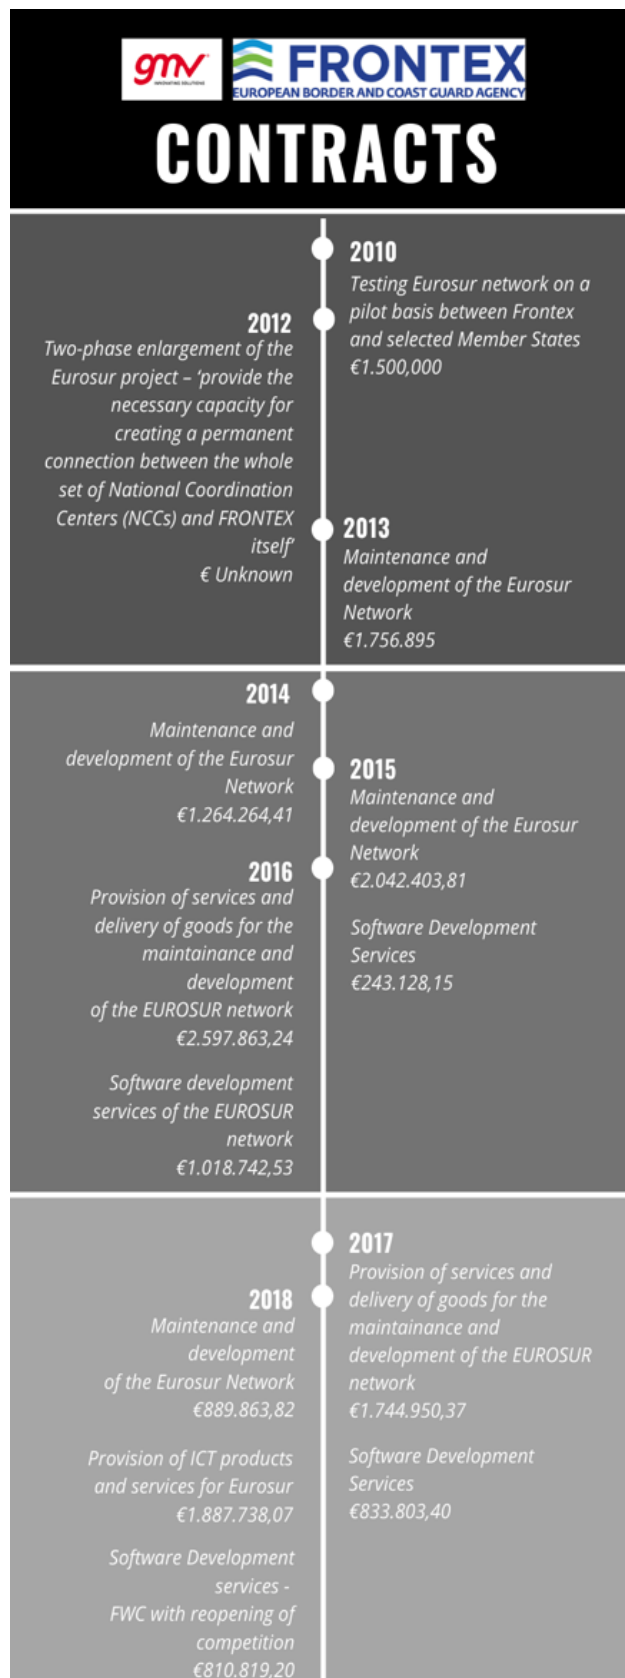 gmv
INNOVATING SOLUTIONS
FRONTEX
EUROPEAN BORDER AND COAST GUARD AGENCY
CONTRACTS
2010
Testing Eurosur network on a
pilot basis between Frontex
and selected Member States
€1.500,000
2012
Two-phase enlargement of the
Eurosur project – ‘provide the
necessary capacity for
creating a permanent
connection between the whole
set of National Coordination
Centers (NCCs) and FRONTEX
itself’
€ Unknown
2013
Maintenance and
development of the Eurosur
Network
€1.756.895
2014
Maintenance and
development of the Eurosur
Network
€1.264.264,41
2015
Maintenance and
development of the Eurosur
Network
€2.042.403,81
Software Development
Services
€243.128,15
2016
Provision of services and
delivery of goods for the
maintainance and
development
of the EUROSUR network
€2.597.863,24
Software development
services of the EUROSUR
network
€1.018.742,53
2017
Provision of services and
delivery of goods for the
maintainance and
development of the EUROSUR
network
€1.744.950,37
Software Development
Services
€833.803,40
2018
Maintenance and
development
of the Eurosur Network
€889.863,82
Provision of ICT products
and services for Eurosur
€1.887.738,07
Software Development
services -
FWC with reopening of
competition
€810.819,20